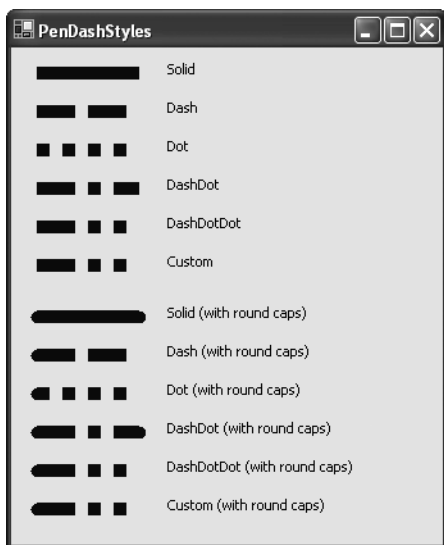 PenDashStyles
Solid
Dash
Dot
DashDot
DashDotDot
Custom
Solid (with round caps)
Dash (with round caps)
Dot (with round caps)
DashDot (with round caps)
DashDotDot (with round caps)
Custom (with round caps)